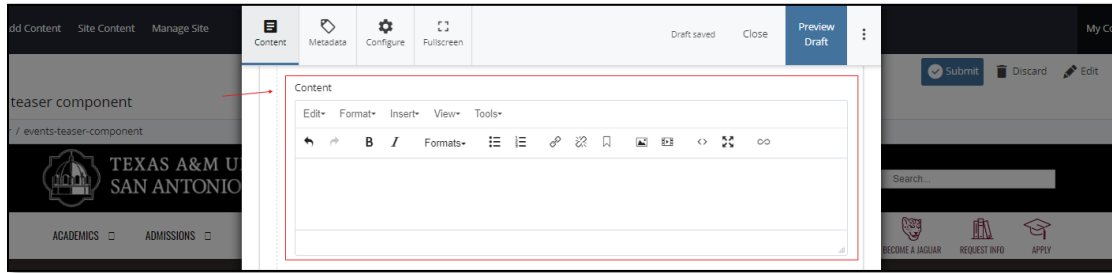 dd Content Site Content Manage Site
Content Metadata Configure Fullscreen
Draft saved Close Preview Draft
My Co
Submit Discard Edit
teaser component
/ events-teaser-component
Content
Edit Format Insert View Tools
B I Formats
TEXAS A&M U
SAN ANTONIO
Search...
ACADEMICS ADMISSIONS
BECOME A JAGUAR REQUEST INFO APPLY